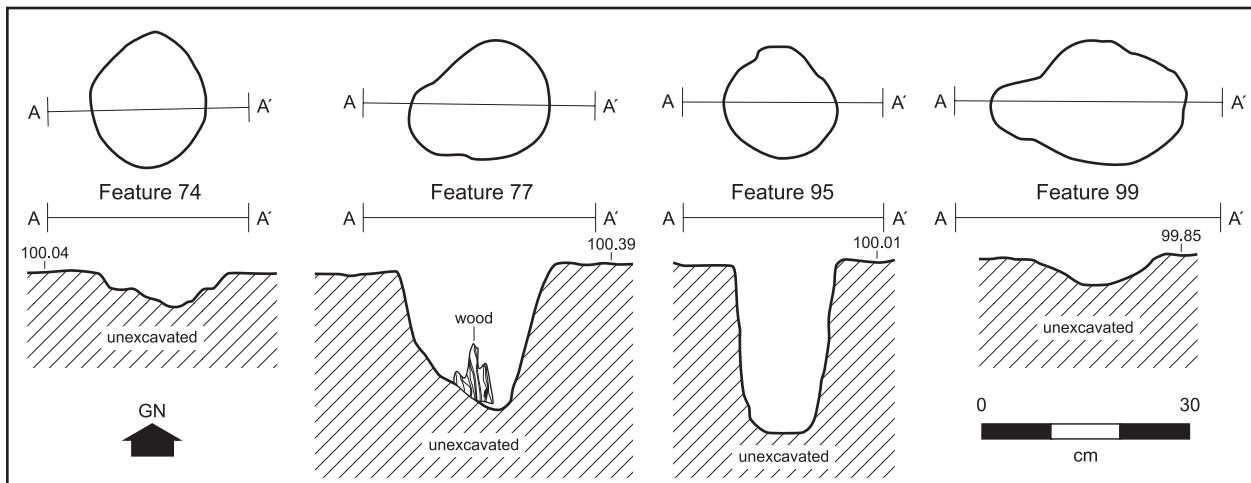 A A´ A A´ A A´ A A´
Feature 74 Feature 77 Feature 95 Feature 99
A A´ A A´ A A´ A A´
100.04 100.39 100.01 99.85
wood
unexcavated unexcavated unexcavated unexcavated
GN
0 30
cm